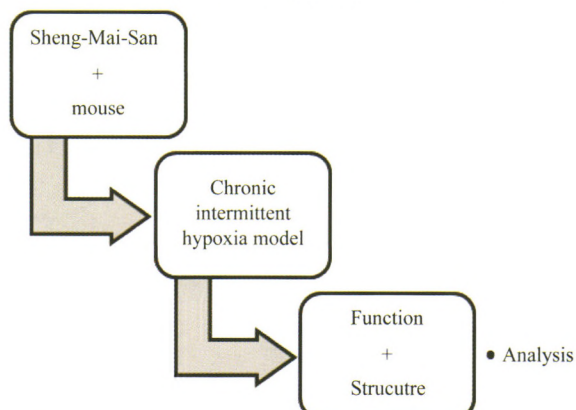 Sheng-Mai-San
+
mouse
Chronic
intermittent
hypoxia model
Function
+
Strucutre
• Analysis